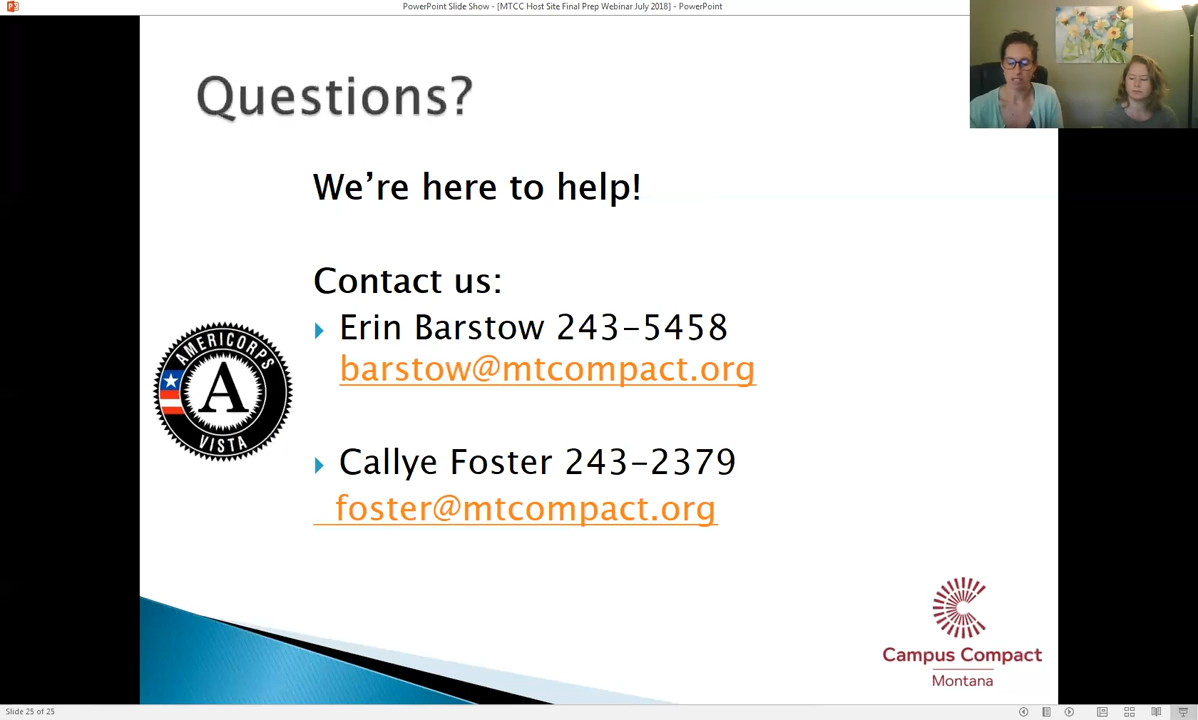 PowerPoint Slide Show - [MTCC Host Site Final Prep Webinar July 2018] - PowerPoint
Questions?
We're here to help!
Contact us:
Erin Barstow 243-5458
barstow@mtcompact.org
AMERICORPS
A
VISTA
Callye Foster 243-2379
foster@mtcompact.org
Campus Compact
Montana
Slide 25 of 25